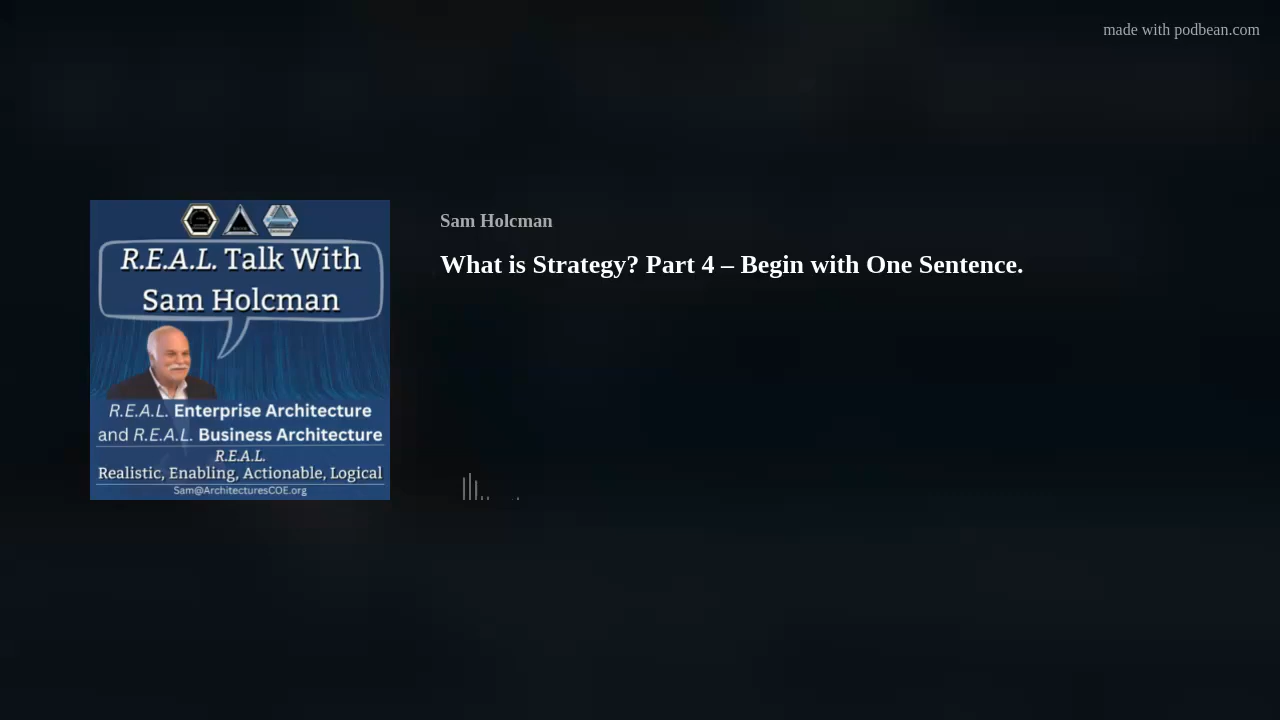 made with podbean.com
R.E.A.L. Talk With
Sam Holcman
R.E.A.L. Enterprise Architecture
and R.E.A.L. Business Architecture
R.E.A.L.
Realistic, Enabling, Actionable, Logical
Sam@ArchitecturesCOE.org
Sam Holcman
What is Strategy? Part 4 – Begin with One Sentence.